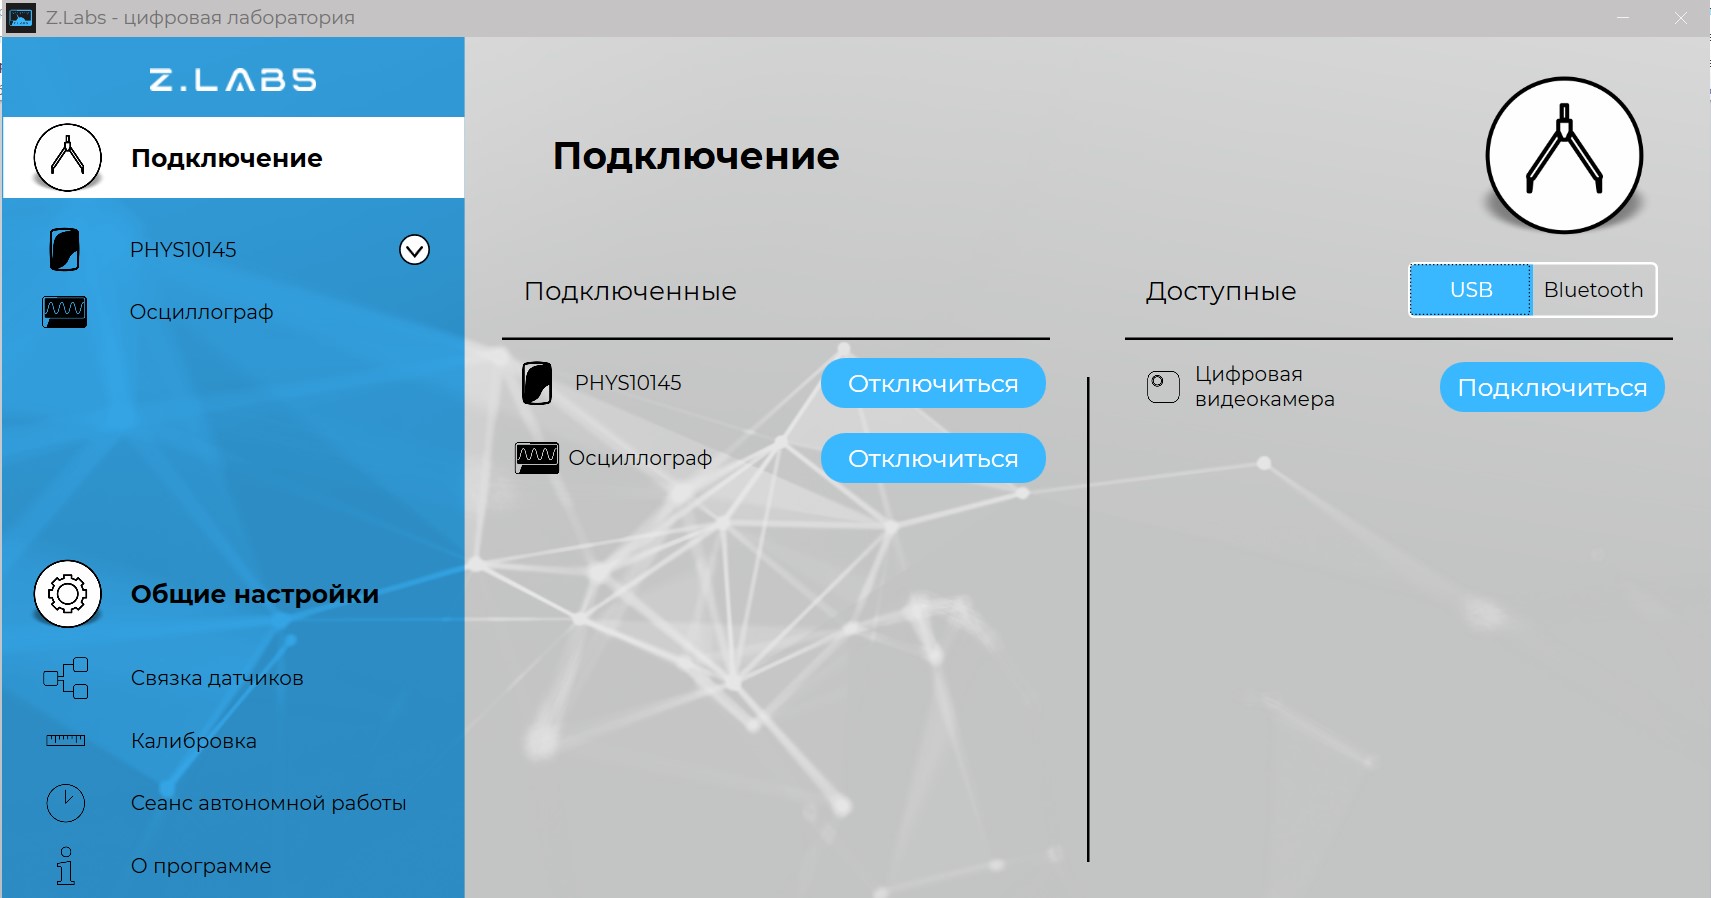 Z.Labs - цифровая лаборатория
Z.LABS
Подключение
PHYS10145
Осциллограф
Общие настройки
Связка датчиков
Калибровка
Сеанс автономной работы
О программе
Подключение
Подключенные
PHYS10145 Отключиться
Осциллограф Отключиться
Доступные USB Bluetooth
Цифровая
видеокамера
Подключиться